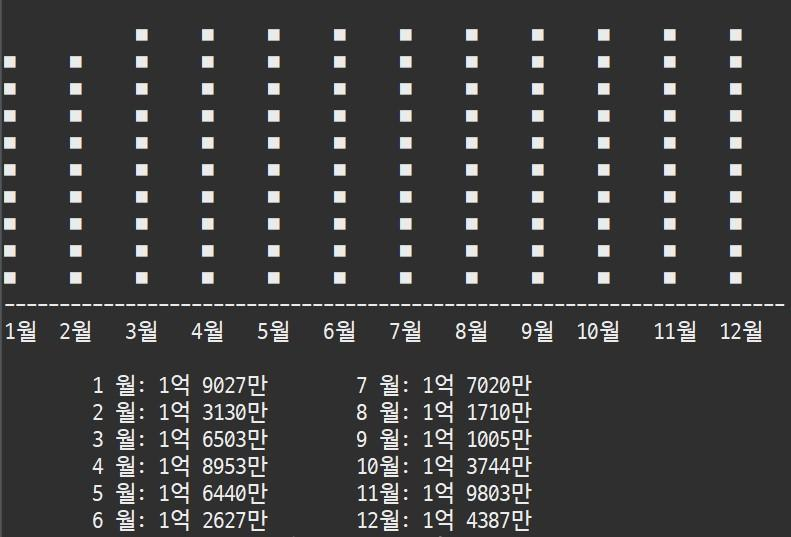 1월 2월 3월 4월 5월 6월 7월 8월 9월 10월 11월 12월
1 월: 1억 9027만 7 월: 1억 7020만
2 월: 1억 3130만 8 월: 1억 1710만
3 월: 1억 6503만 9 월: 1억 1005만
4 월: 1억 8953만 10월: 1억 3744만
5 월: 1억 6440만 11월: 1억 9803만
6 월: 1억 2627만 12월: 1억 4387만